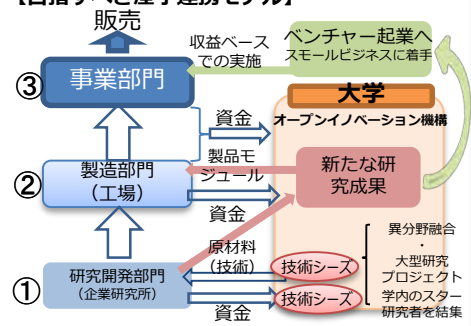 【目指すべき産学連携モデル】
販売
収益ベース
での実施
ベンチャー起業へ
スモールビジネスに着手
③
事業部門
大学
オープンイノベーション機構
資金
製品モ
ジュール
新たな研
究成果
②
製造部門
（工場）
資金
原材料
（技術）
異分野融合
・
大型研究
プロジェクト
学内のスター
研究者を結集
技術シーズ
技術シーズ
①
研究開発部門
（企業研究所）
資金